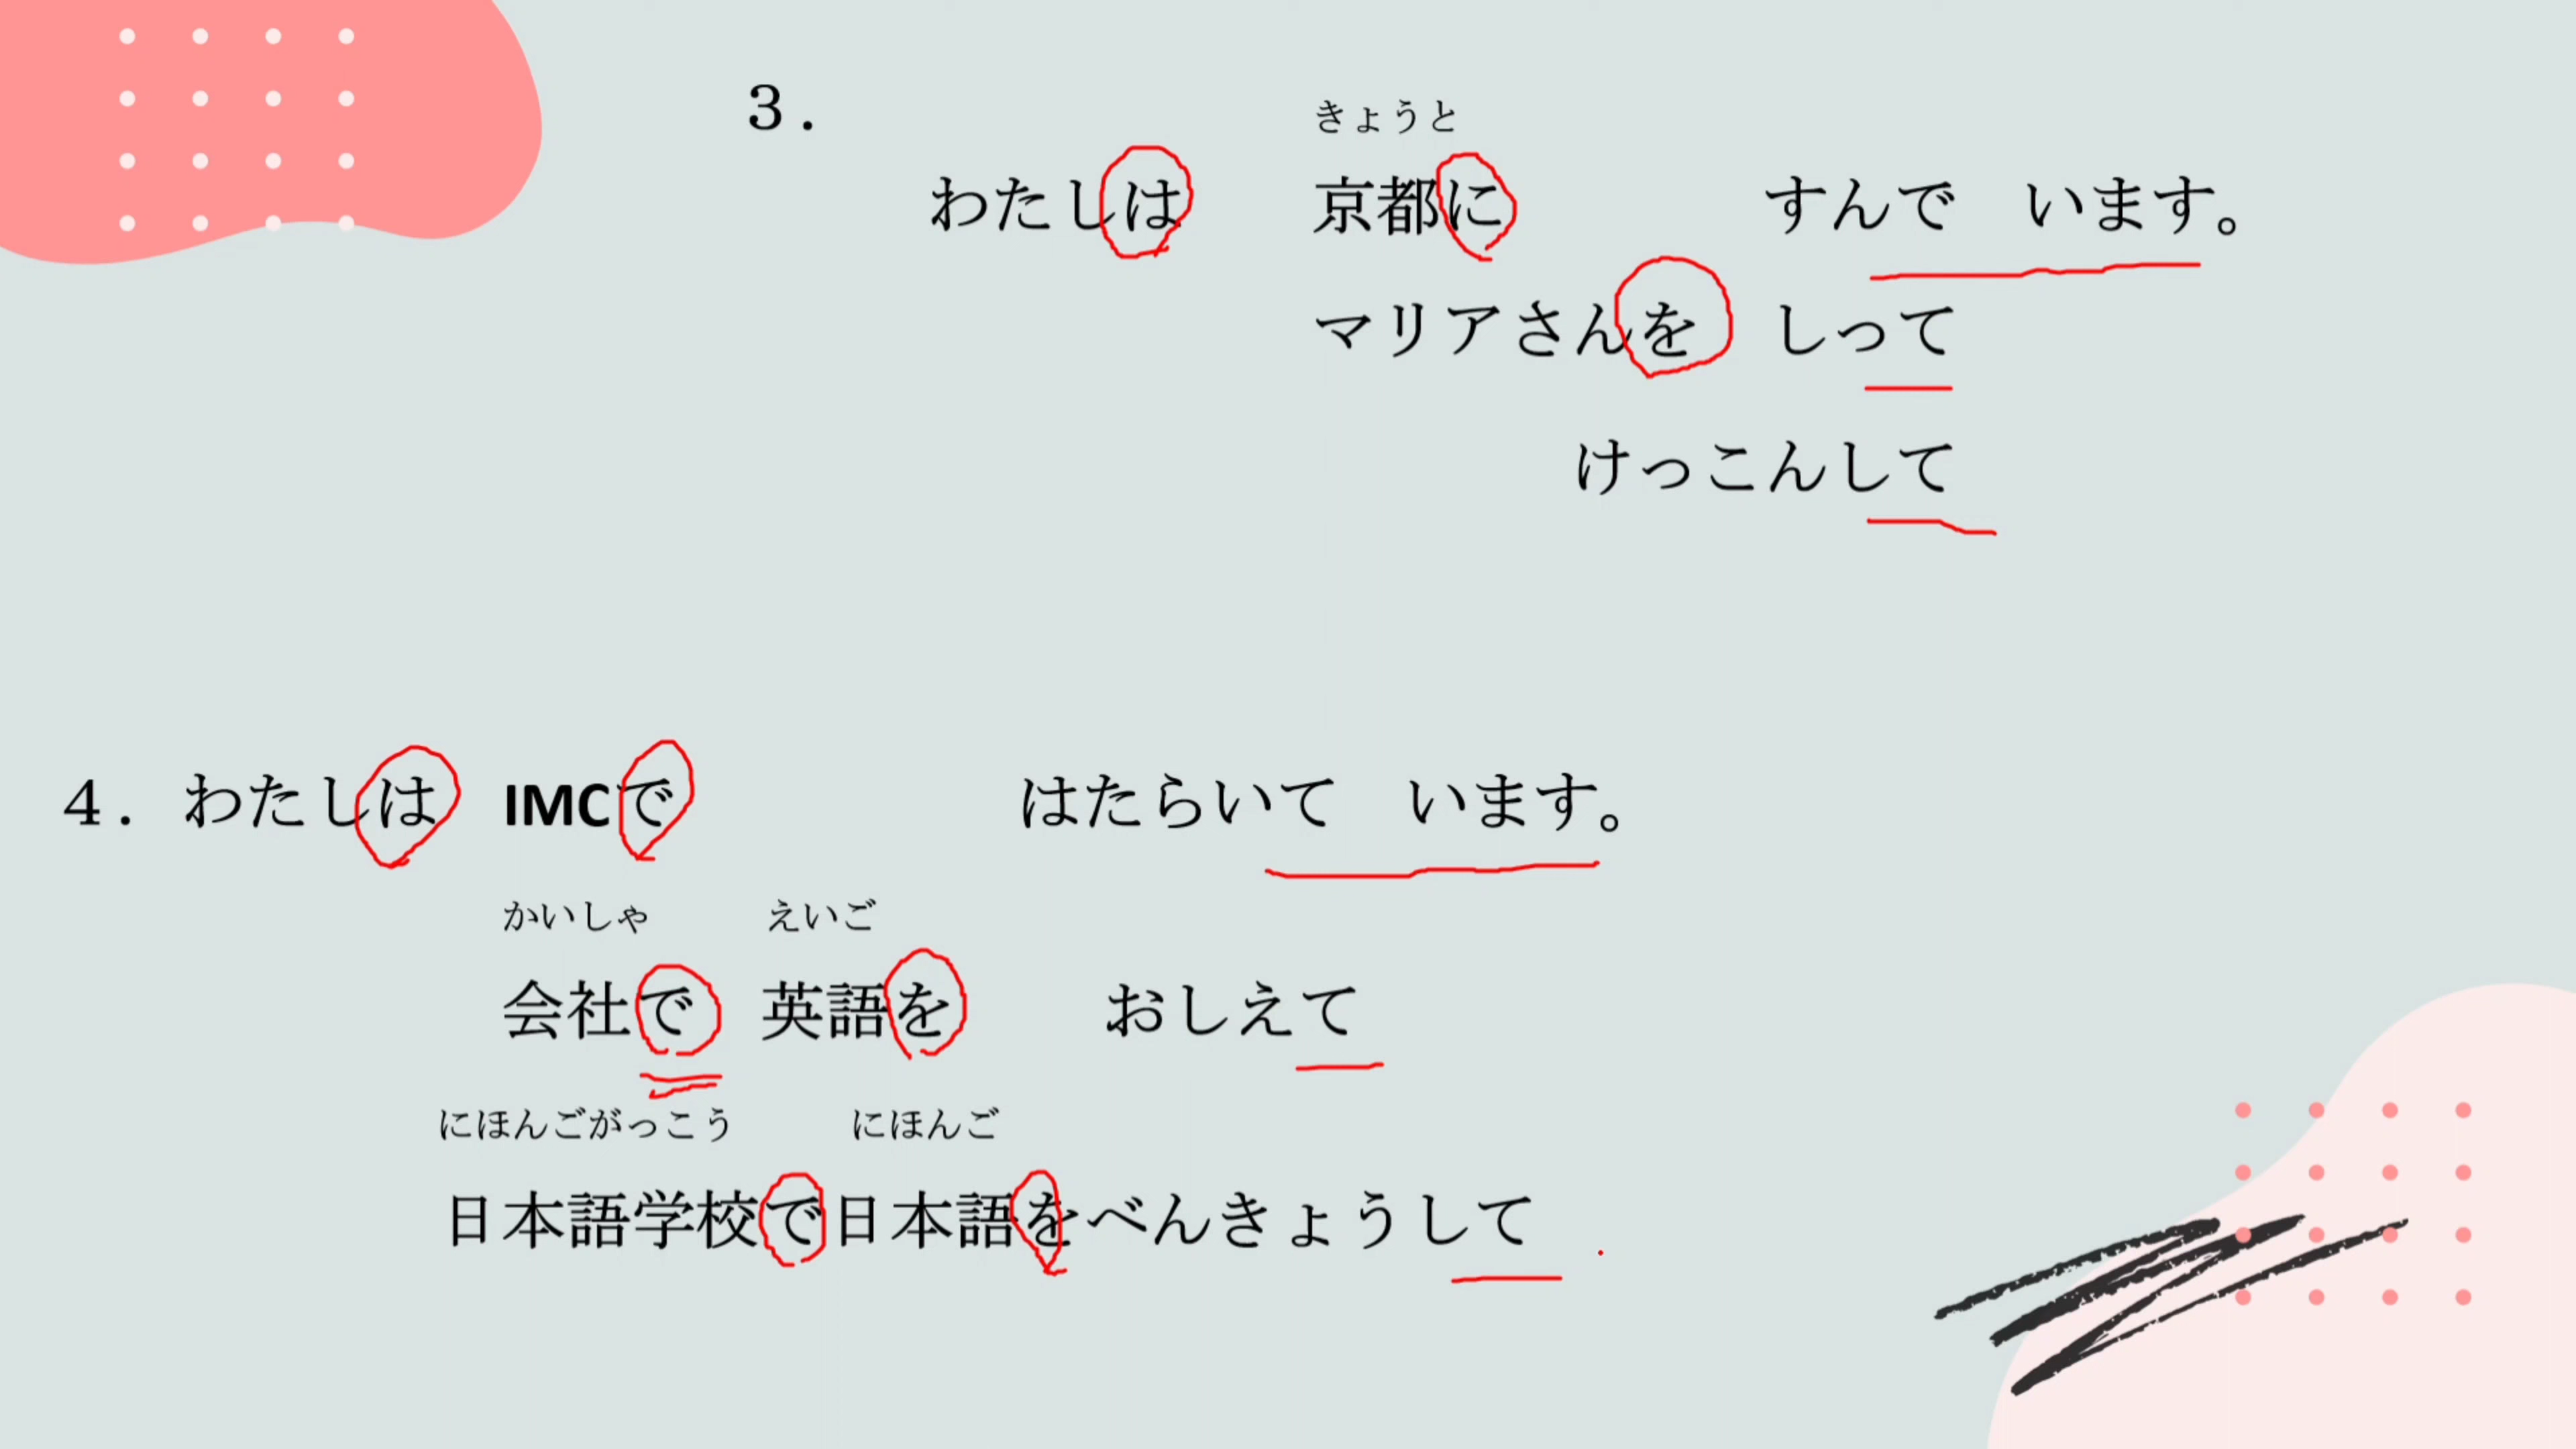 ３．
きょうと
わたしは 京都に すんで います。
マリアさんを しって
けっこんして
４．わたしは IMCで はたらいて います。
かいしゃ えいご
会社で 英語を おしえて
にほんごがっこう にほんご
日本語学校で日本語をべんきょうして